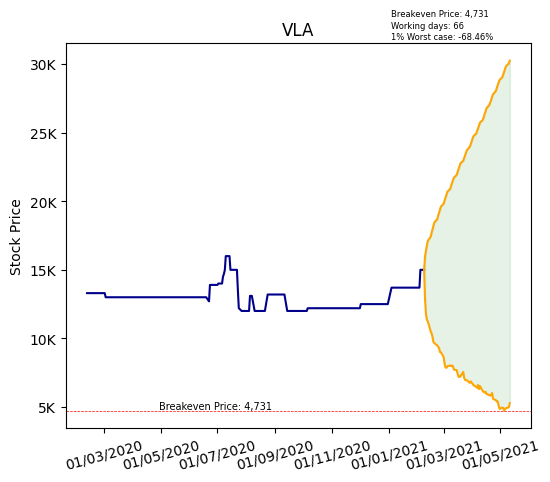 Breakeven Price: 4,731
Working days: 66
1% Worst case: -68.46%
VLA
Stock Price
30K
25K
20K
15K
10K
5K
Breakeven Price: 4,731
01/03/2020
01/05/2020
01/07/2020
01/09/2020
01/11/2020
01/01/2021
01/03/2021
01/05/2021